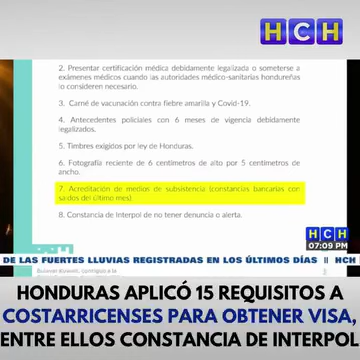 HCH
2. Presentar certificación médica debidamente legalizada o someterse a
exámenes médicos cuando las autoridades médico-sanitarias hondureñas
lo consideren necesario.
3. Carné de vacunación contra fiebre amarilla y Covid-19.
4. Antecedentes policiales con 6 meses de vigencia debidamente
legalizados.
5. Timbres exigidos por ley de Honduras.
6. Fotografía reciente de 6 centímetros de alto por 5 centímetros de
ancho.
7. Acreditación de medios de subsistencia (constancias bancarias con
saldos del último mes).
8. Constancia de Interpol de no tener denuncia o alerta.
HCH
07:09 PM
DE LAS FUERTES LLUVIAS REGISTRADAS EN LOS ÚLTIMOS DÍAS || HCH
HONDURAS APLICÓ 15 REQUISITOS A
COSTARRICENSES PARA OBTENER VISA,
ENTRE ELLOS CONSTANCIA DE INTERPOL